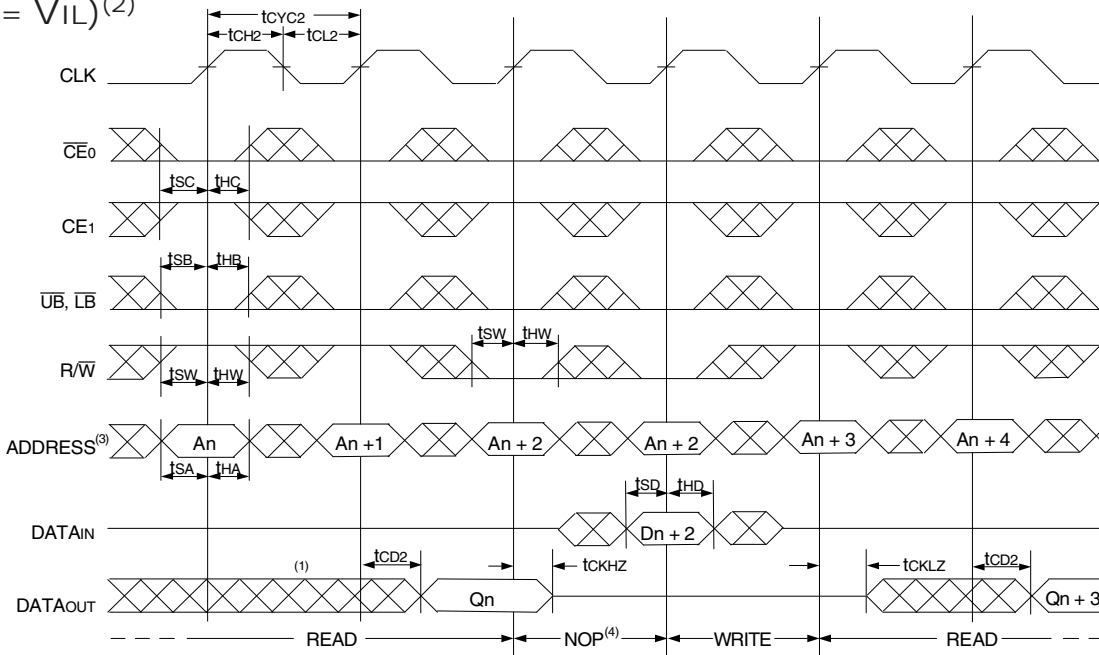 = VIL)(2)
tCYC2
tCH2 tCL2
CLK
CE0
tSC tHC
CE1
tSB tHB
UB, LB
tSW tHW
R/W
tSW tHW
ADDRESS(3) An An +1 An + 2 An + 2 An + 3 An + 4
tSA tHA
tSD tHD
DATAIN Dn + 2
tCD2 tCKHZ tCKLZ tCD2
(1)
DATAOUT Qn Qn + 3
READ NOP(4) WRITE READ